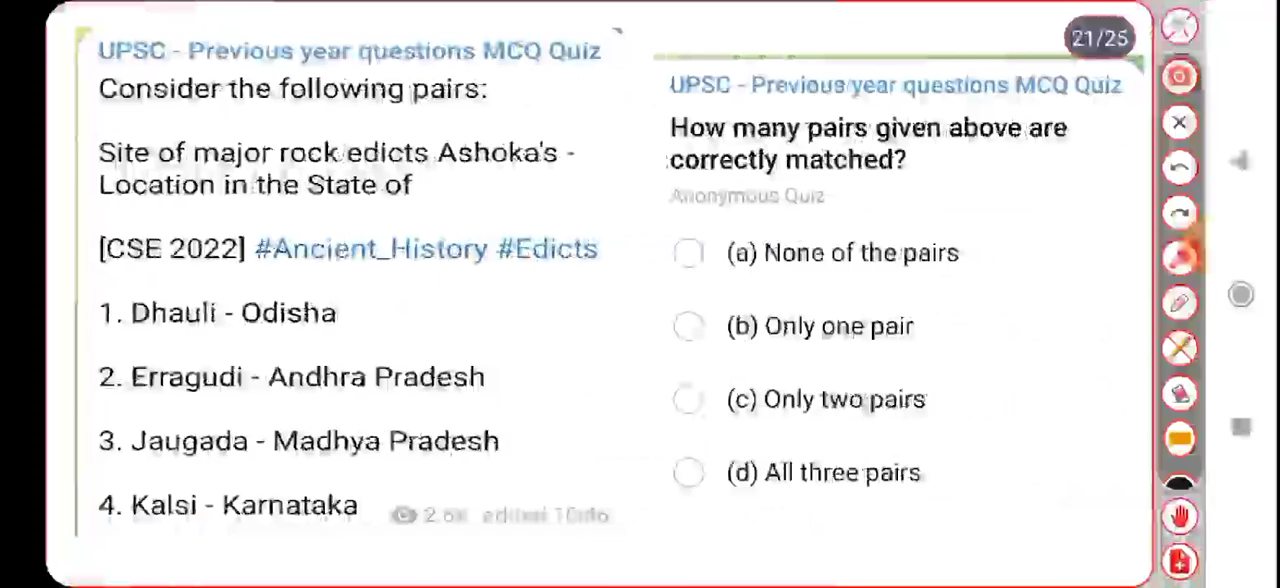 21/25
UPSC - Previous year questions MCQ Quiz
Consider the following pairs:
Site of major rock edicts Ashoka's -
Location in the State of
[CSE 2022] #Ancient_History #Edicts
1. Dhauli - Odisha
2. Erragudi - Andhra Pradesh
3. Jaugada - Madhya Pradesh
4. Kalsi - Karnataka
UPSC - Previous year questions MCQ Quiz
How many pairs given above are
correctly matched?
Anonymous Quiz
(a) None of the pairs
(b) Only one pair
(c) Only two pairs
(d) All three pairs